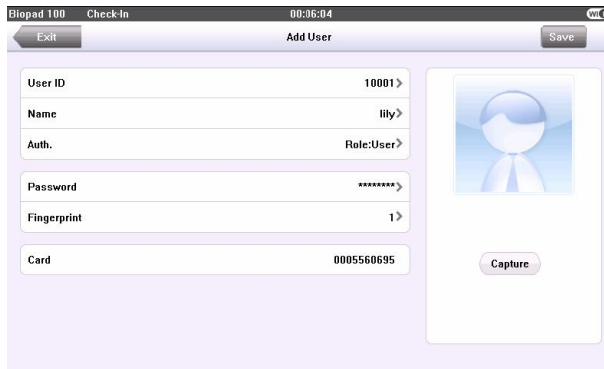 Biopad 100 Check-In 00:06:04
Exit Add User Save
User ID 10001>
Name lily>
Auth. Role:User>
Password ********>
Fingerprint 1>
Card 0005560695
Capture